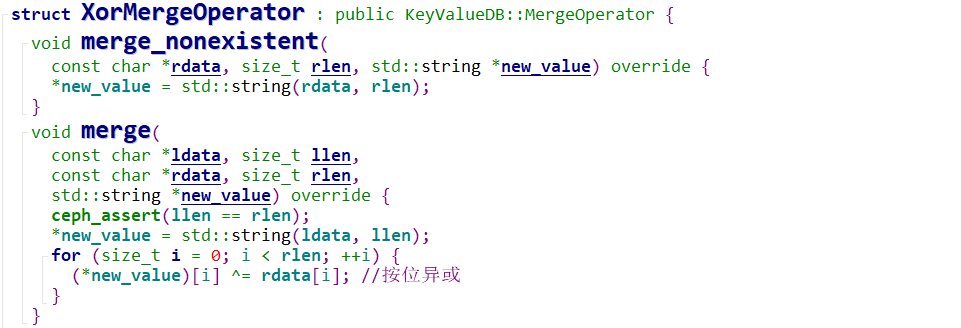 struct XorMergeOperator : public KeyValueDB::MergeOperator {
void merge_nonexistent(
const char *rdata, size_t rlen, std::string *new_value) override {
*new_value = std::string(rdata, rlen);
}
void merge(
const char *ldata, size_t llen,
const char *rdata, size_t rlen,
std::string *new_value) override {
ceph_assert(llen == rlen);
*new_value = std::string(ldata, llen);
for (size_t i = 0; i < rlen; ++i) {
(*new_value)[i] ^= rdata[i]; //按位异或
}
}